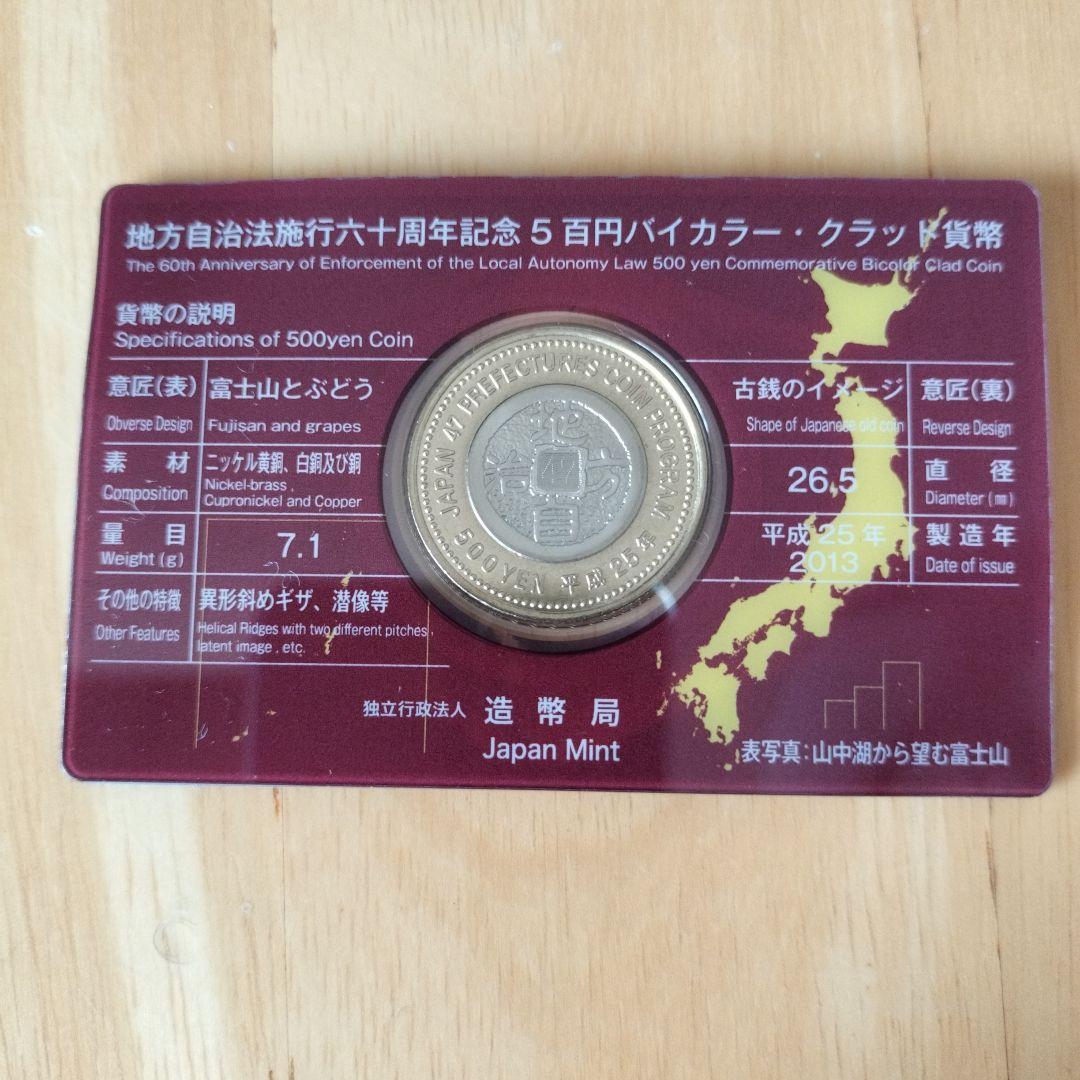 地方自治法施行六十周年記念５百円バイカラー・クラッド貨幣
The 60th Anniversary of Enforcement of the Local Autonomy Law 500 yen Commemorative Bicolor Clad Coin
貨幣の説明
Specifications of 500yen Coin
意匠(表)
Obverse Design
富士山とぶどう
Fujisan and grapes
素材
Composition
ニッケル黄銅、白銅及び銅
Nickel-brass,
Cupronickel and Copper
量目
Weight (g)
7.1
その他の特徴
Other Features
異形斜めギザ、潜像等
Helical Ridges with two different pitches,
latent image , etc.
JAPAN 47 PREFECTURES COIN PROGRAM
500 YEN 平成25年
地方自治
古銭のイメージ
Shape of Japanese old coin
意匠(裏)
Reverse Design
26.5
直径
Diameter (㎜)
平成25年
2013
製造年
Date of issue
独立行政法人 造幣局
Japan Mint
表写真:山中湖から望む富士山